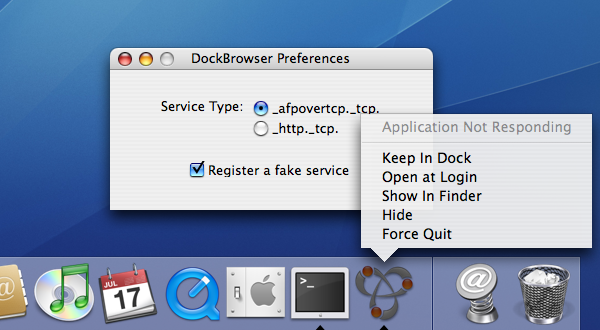 DockBrowser Preferences
Service Type: _afpovertcp._tcp.
_http._tcp.
Register a fake service
Application Not Responding
Keep In Dock
Open at Login
Show In Finder
Hide
Force Quit
@
JUL
17
>_
@